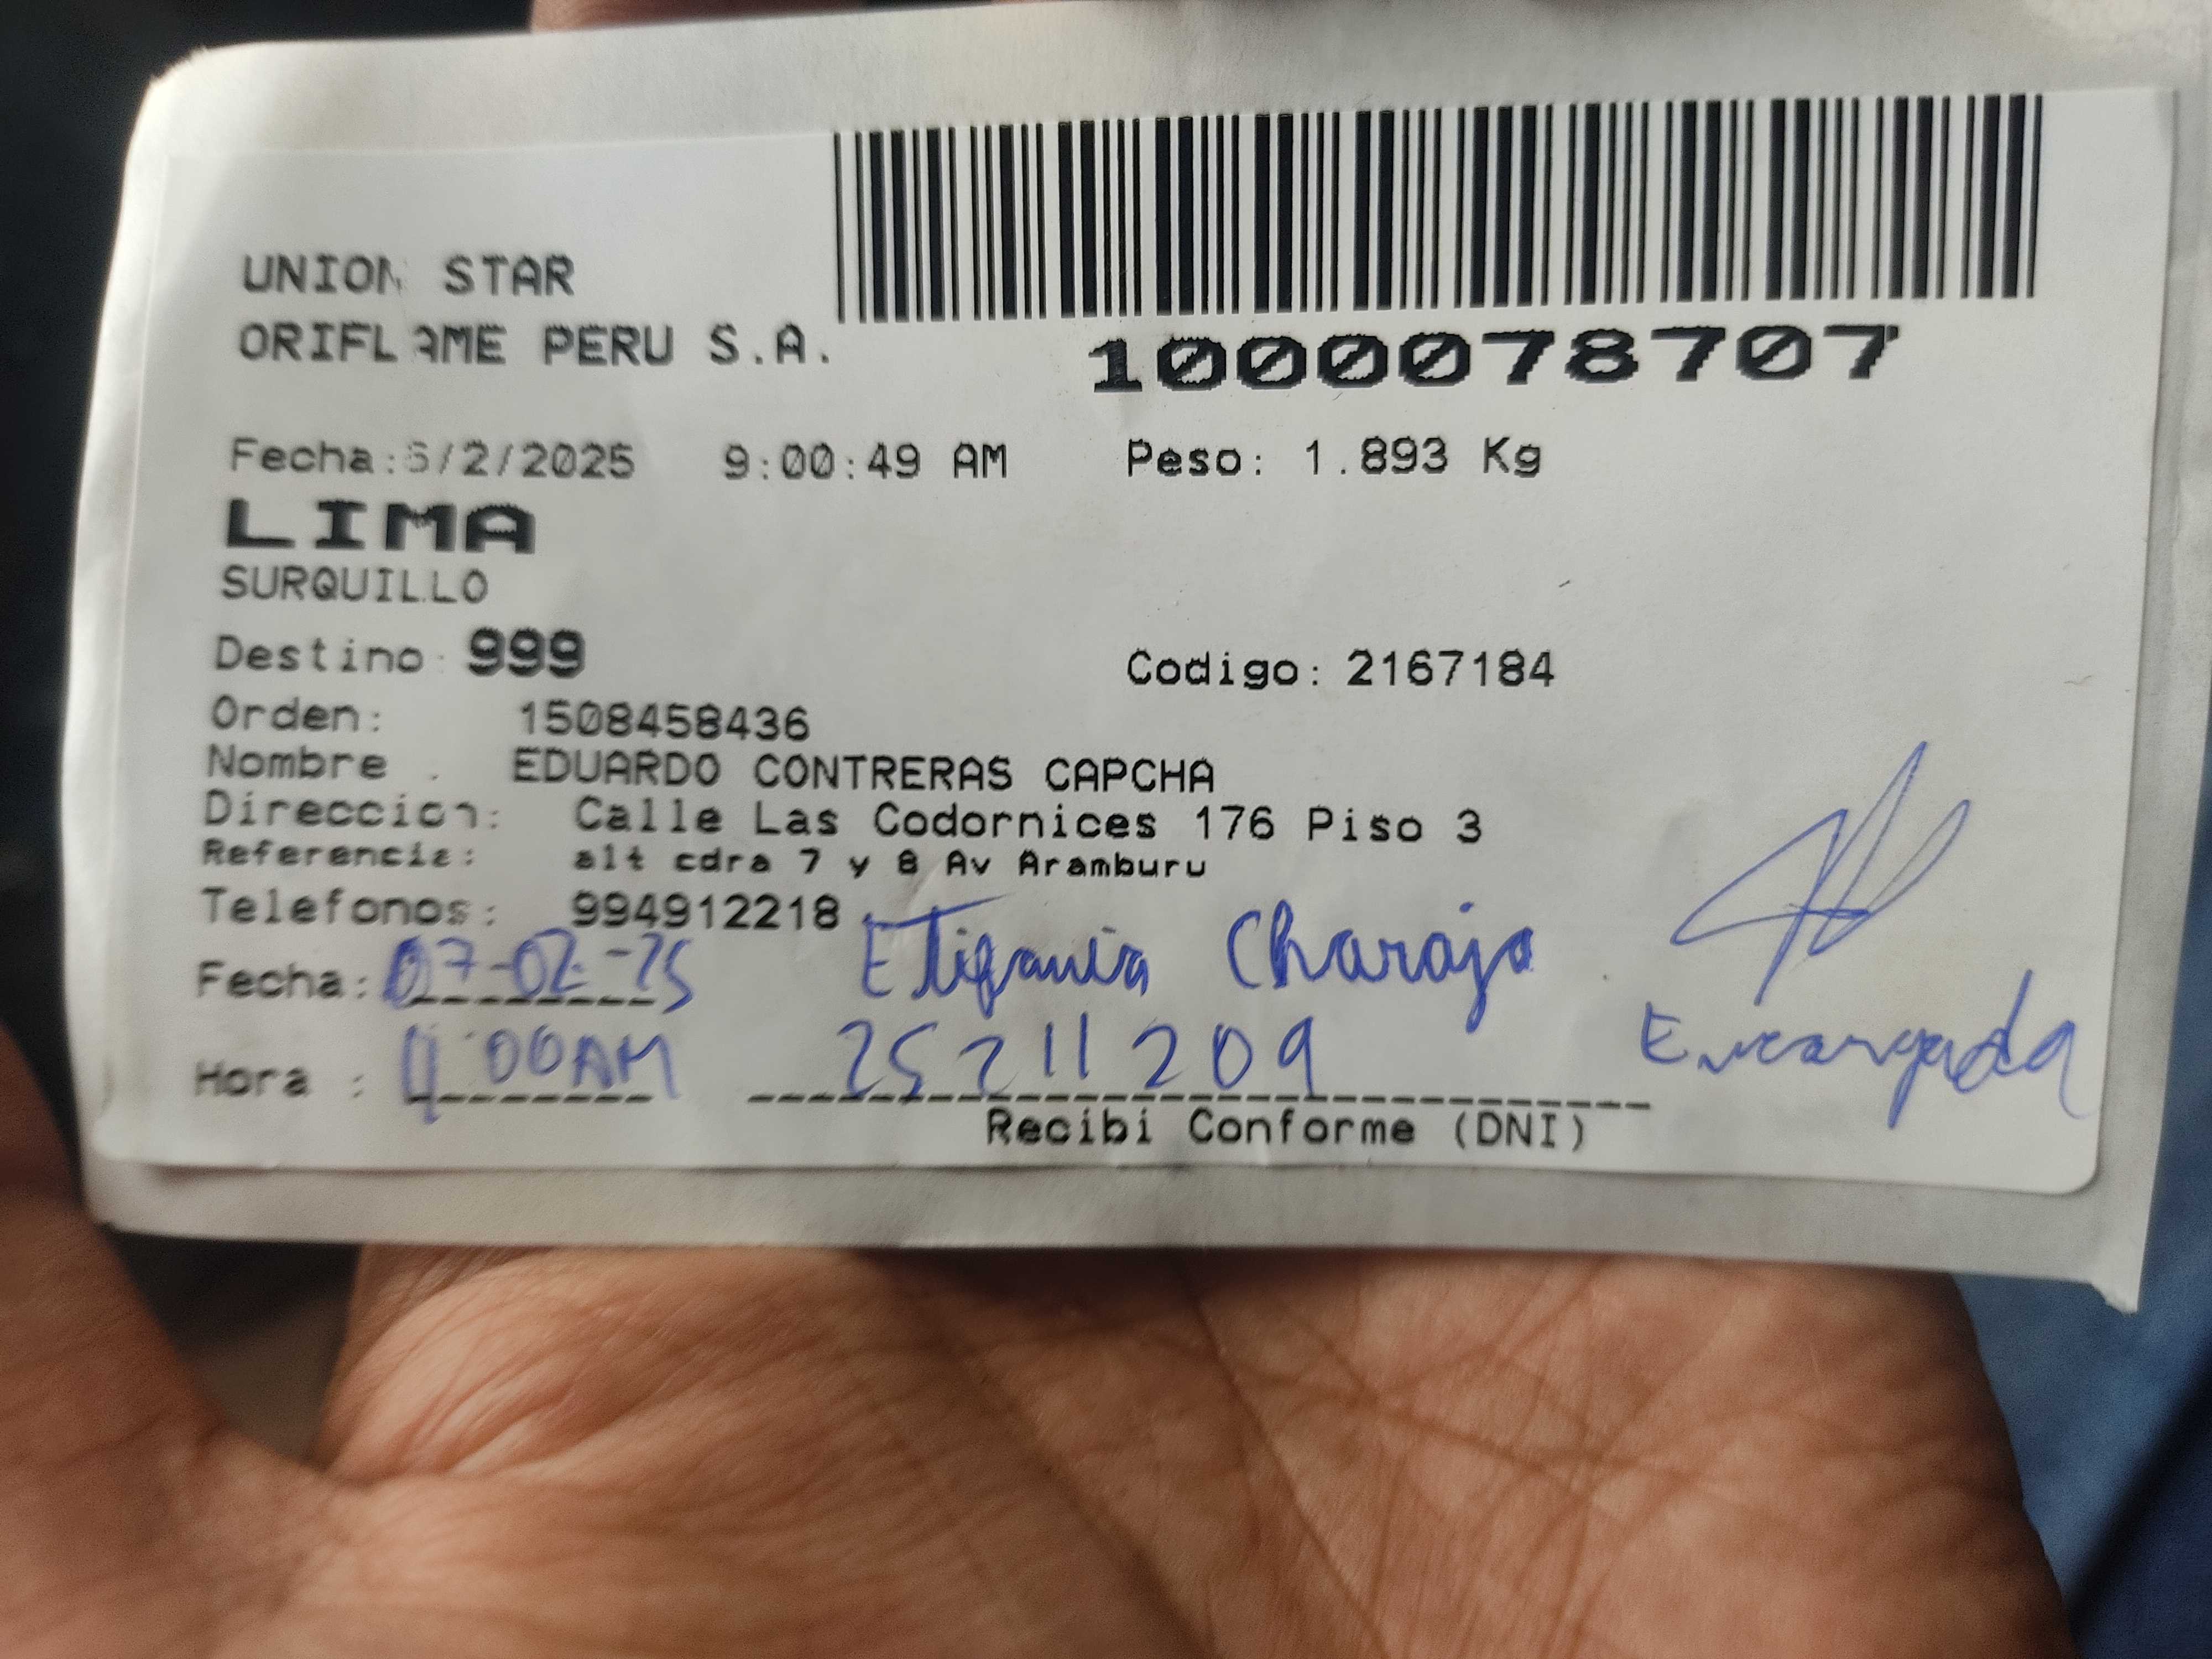 UNION STAR
ORIFLAME PERU S.A.
1000078707
Fecha:6/2/2025 9:00:49 AM Peso: 1.893 Kg
LIMA
SURQUILLO
Destino 999 Codigo: 2167184
Orden: 1508458436
Nombre . EDUARDO CONTRERAS CAPCHA
Direccion: Calle Las Codornices 176 Piso 3
Referencia: alt cdra 7 y 8 Av Aramburu
Telefonos: 994912218
Fecha: 07-02-25 Charaja
Encargada
Hora : 00AM 25211209
Recibi Conforme (DNI)